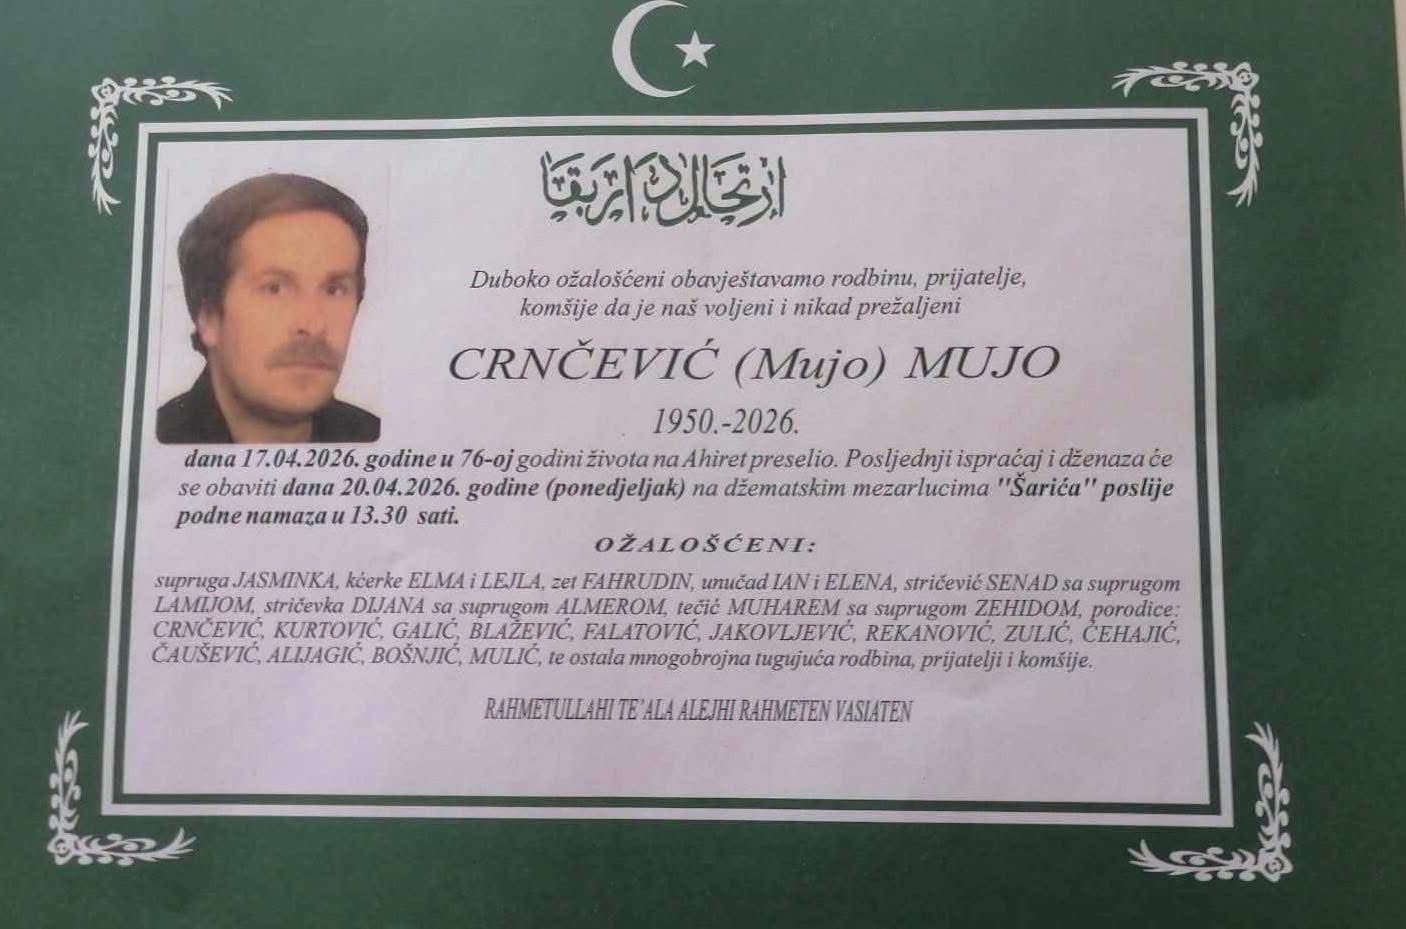 ارتحال دار بقا
Duboko ožalošćeni obavještavamo rodbinu, prijatelje,
komšije da je naš voljeni i nikad prežaljeni
CRNČEVIĆ (Mujo) MUJO
1950.-2026.
dana 17.04.2026. godine u 76-oj godini života na Ahiret preselio. Posljednji ispraćaj i dženaza će
se obaviti dana 20.04.2026. godine (ponedjeljak) na džematskim mezarlucima "Šarića" poslije
podne namaza u 13.30 sati.
OŽALOŠĆENI:
supruga JASMINKA, kćerke ELMA i LEJLA, zet FAHRUDIN, unučad IAN i ELENA, stričević SENAD sa suprugom
LAMIJOM, stričevka DIJANA sa suprugom ALMEROM, tečić MUHAREM sa suprugom ZEHIDOM, porodice:
CRNČEVIĆ, KURTOVIĆ, GALIĆ, BLAŽEVIĆ, FALATOVIĆ, JAKOVLJEVIĆ, REKANOVIĆ, ZULIĆ, ČEHAJIĆ,
ČAUŠEVIĆ, ALIJAGIĆ, BOŠNJIĆ, MULIĆ, te ostala mnogobrojna tugujuća rodbina, prijatelji i komšije.
RAHMETULLAHI TE'ALA ALEJHI RAHMETEN VASIATEN